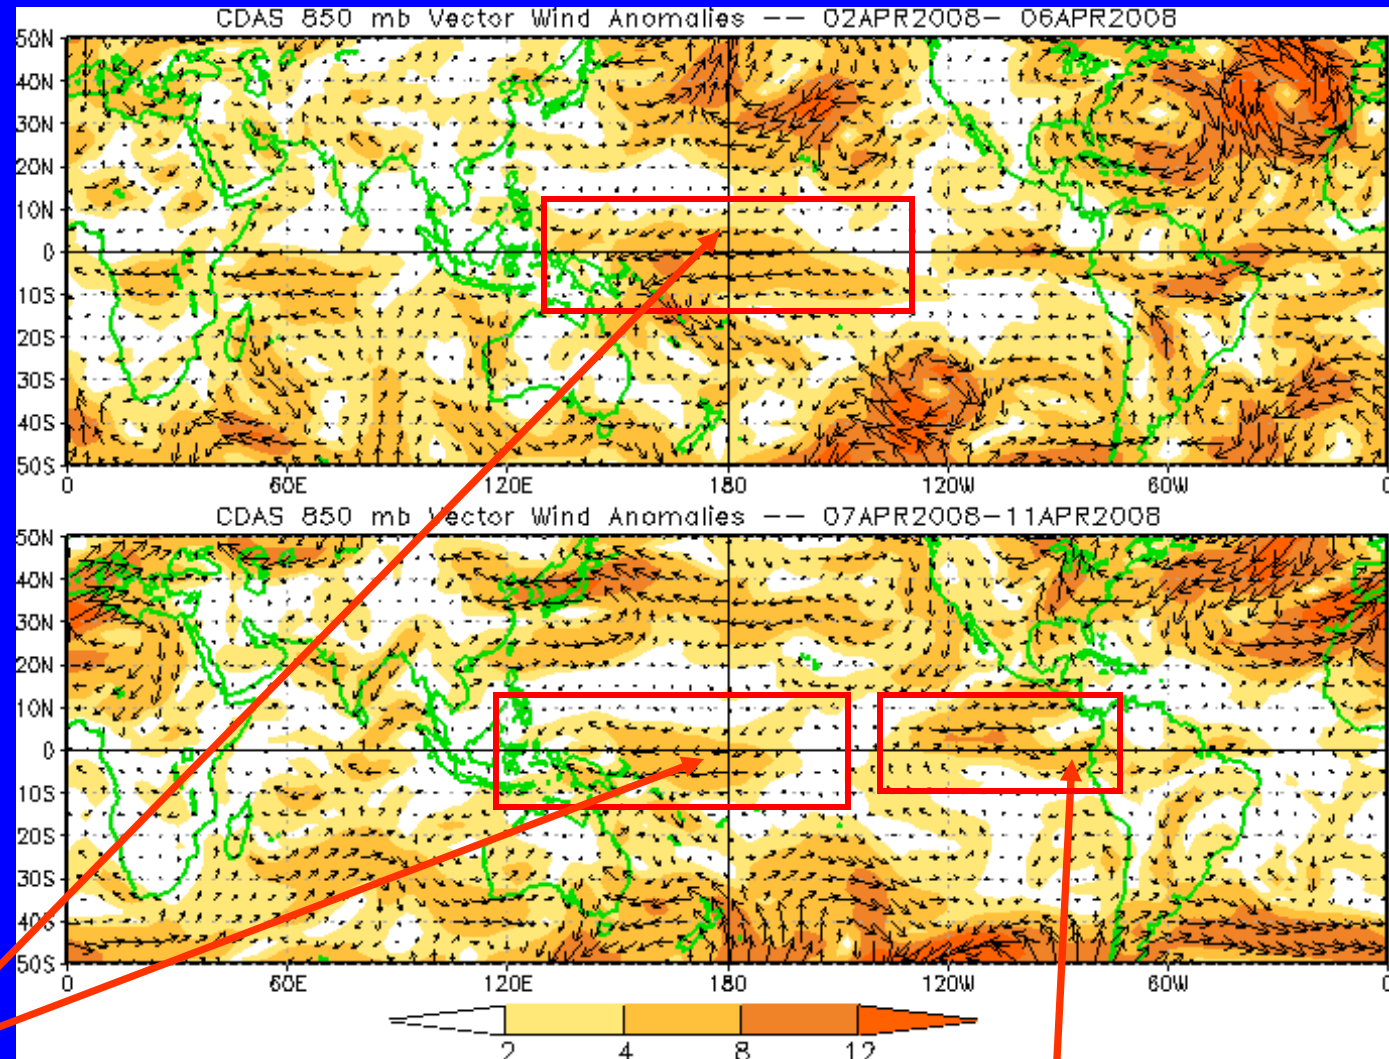 CDAS 850 mb Vector Wind Anomalies -- 02APR2008- 06APR2008
50N
40N
30N
20N
10N
0
10S
20S
30S
40S
50S
0 60E 120E 180 120W 60W 0
CDAS 850 mb Vector Wind Anomalies -- 07APR2008-11APR2008
50N
40N
30N
20N
10N
0
10S
20S
30S
40S
50S
0 60E 120E 180 120W 60W 0
2 4 8 12